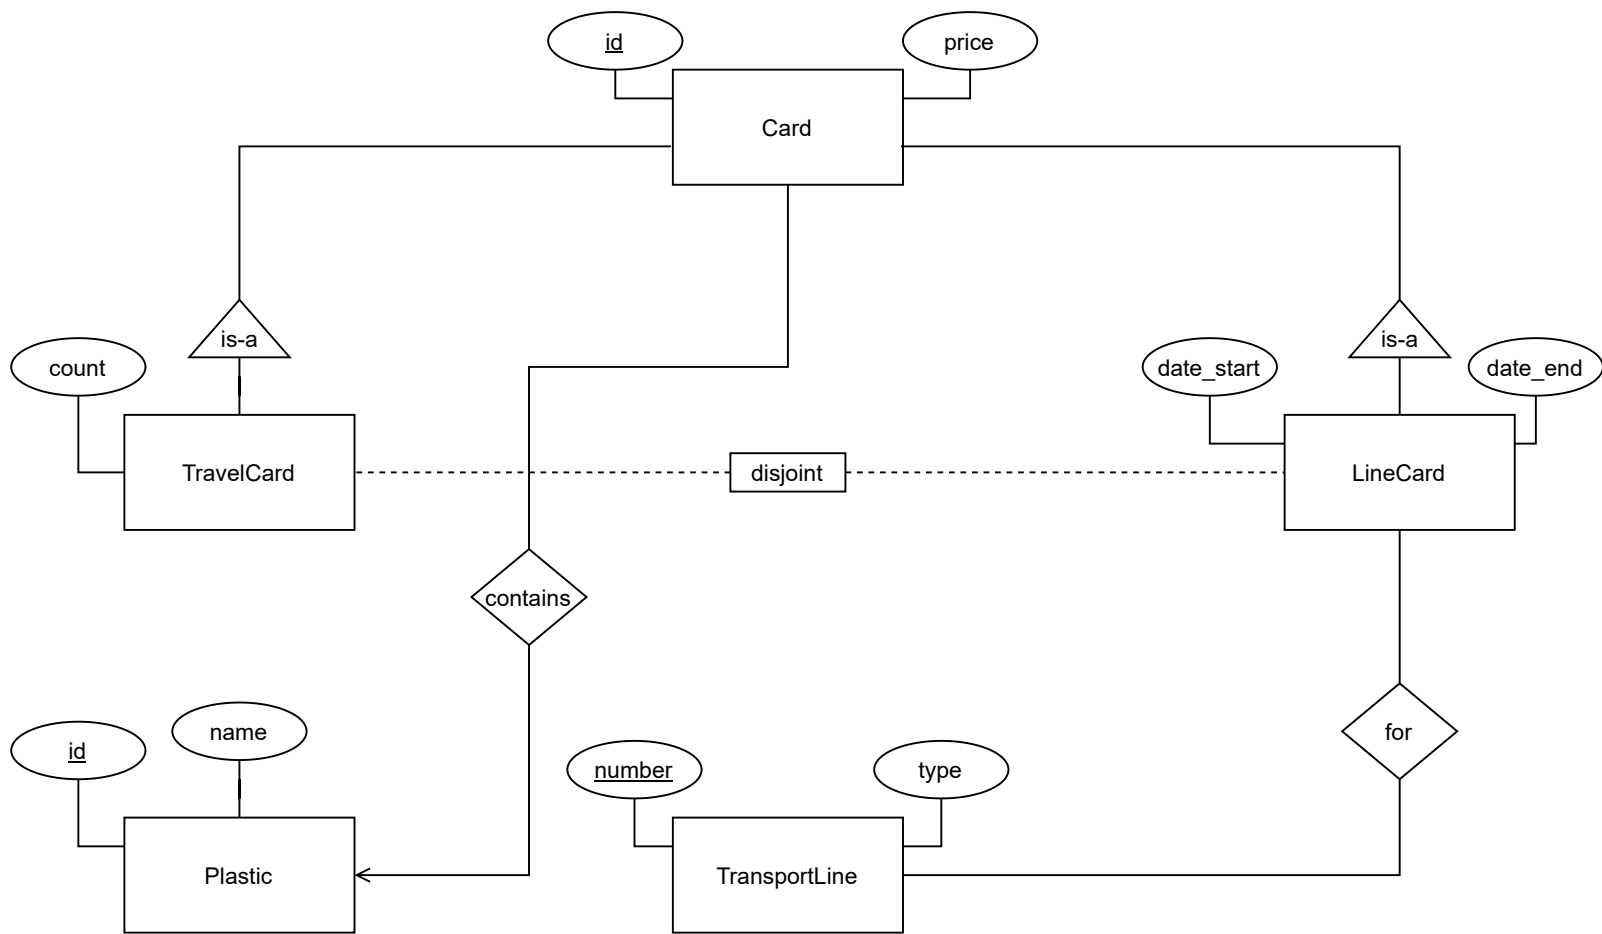 id
price
Card
is-a
is-a
count
date_start
date_end
TravelCard
disjoint
LineCard
contains
id
name
number
type
for
Plastic
TransportLine